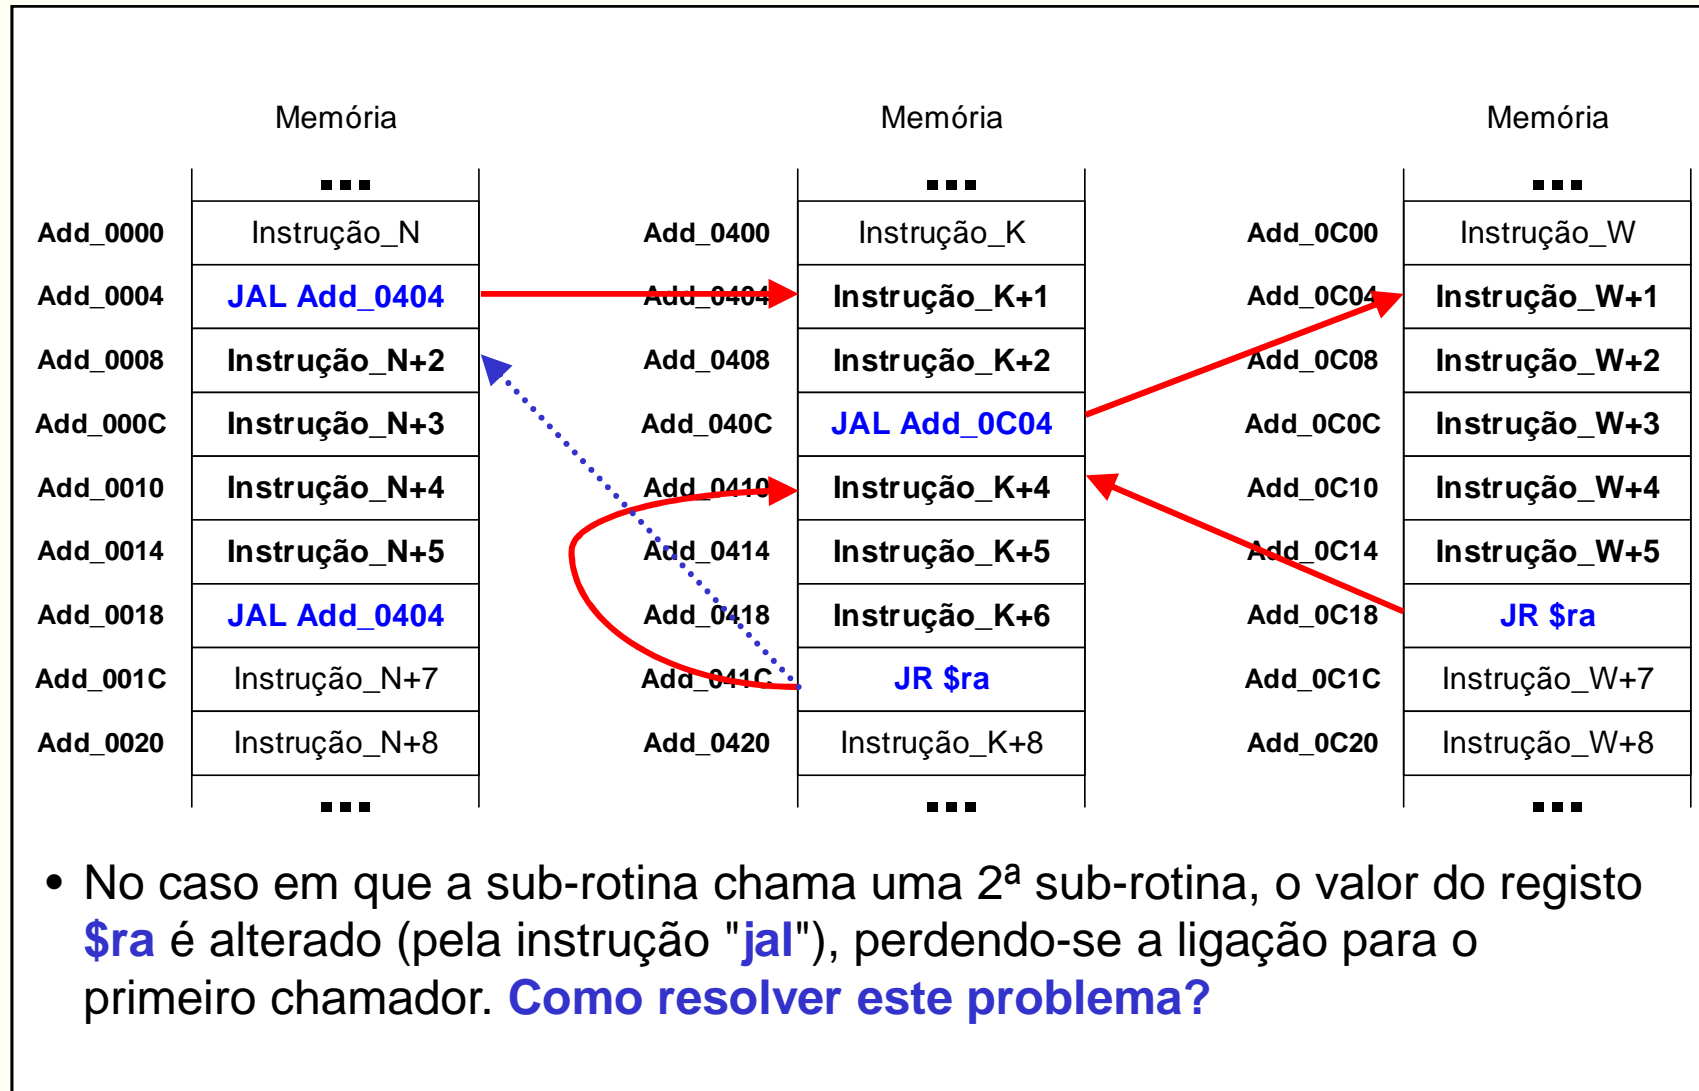 Memória Memória Memória
Add_0000 Instrução_N Add_0400 Instrução_K Add_0C00 Instrução_W
Add_0004 JAL Add_0404 Add_0404 Instrução_K+1 Add_0C04 Instrução_W+1
Add_0008 Instrução_N+2 Add_0408 Instrução_K+2 Add_0C08 Instrução_W+2
Add_000C Instrução_N+3 Add_040C JAL Add_0C04 Add_0C0C Instrução_W+3
Add_0010 Instrução_N+4 Add_0410 Instrução_K+4 Add_0C10 Instrução_W+4
Add_0014 Instrução_N+5 Add_0414 Instrução_K+5 Add_0C14 Instrução_W+5
Add_0018 JAL Add_0404 Add_0418 Instrução_K+6 Add_0C18 JR $ra
Add_001C Instrução_N+7 Add_041C JR $ra Add_0C1C Instrução_W+7
Add_0020 Instrução_N+8 Add_0420 Instrução_K+8 Add_0C20 Instrução_W+8
• No caso em que a sub-rotina chama uma 2ª sub-rotina, o valor do registo
$ra é alterado (pela instrução "jal"), perdendo-se a ligação para o
primeiro chamador. Como resolver este problema?